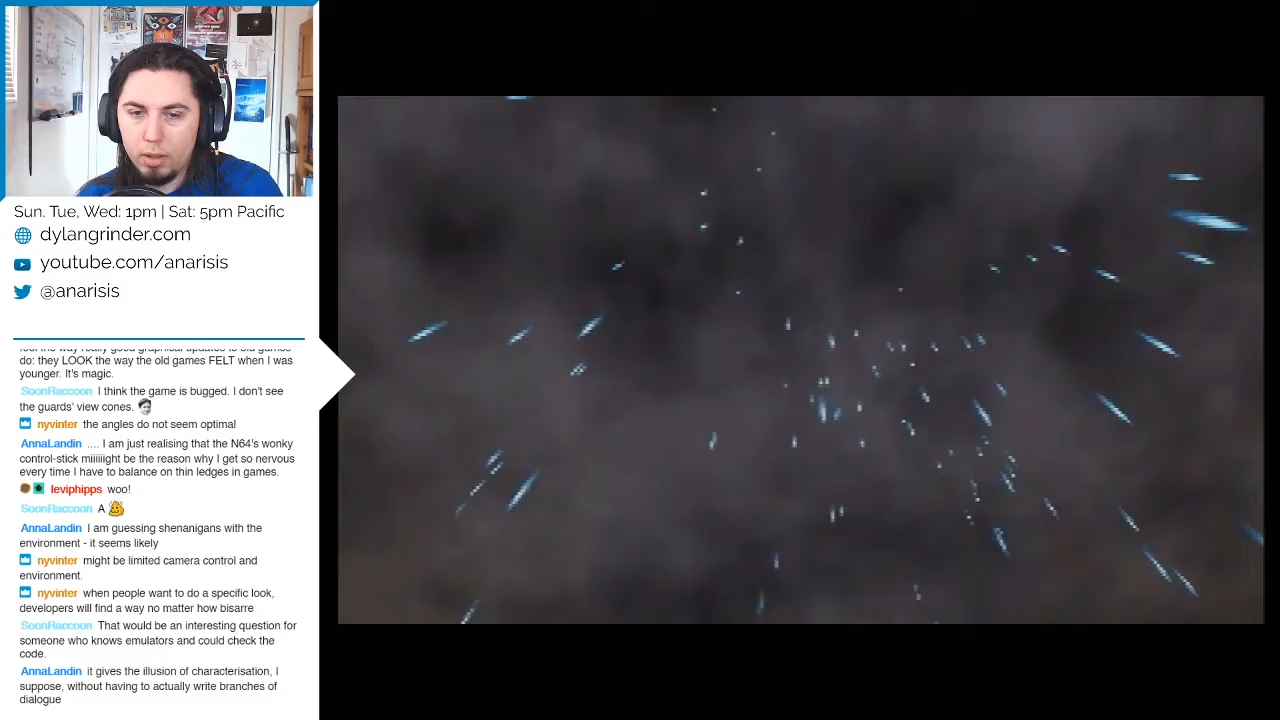 Sun. Tue, Wed: 1pm | Sat: 5pm Pacific
dylangrinder.com
youtube.com/anarisis
@anarisis
do: they LOOK the way the old games FELT when I was
younger. It's magic.
SoonRaccoon I think the game is bugged. I don't see
the guards' view cones.
nyvinter the angles do not seem optimal
AnnaLandin .... I am just realising that the N64's wonky
control-stick miiiiiight be the reason why I get so nervous
every time I have to balance on thin ledges in games.
leviphipps woo!
SoonRaccoon A
AnnaLandin I am guessing shenanigans with the
environment - it seems likely
nyvinter might be limited camera control and
environment.
nyvinter when people want to do a specific look,
developers will find a way no matter how bisarre
SoonRaccoon That would be an interesting question for
someone who knows emulators and could check the
code.
AnnaLandin it gives the illusion of characterisation, I
suppose, without having to actually write branches of
dialogue